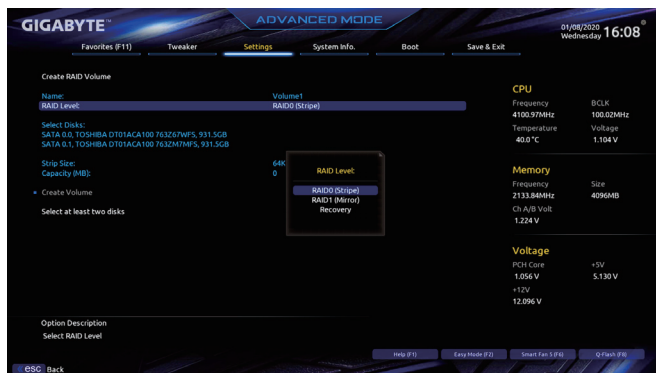 GIGABYTE™
ADVANCED MODE
01/08/2020
Wednesday 16:08
Favorites (F11) Tweaker Settings System Info. Boot Save & Exit
Create RAID Volume
Name: Volume1
RAID Level: RAID0 (Stripe)
Select Disks:
SATA 0.0, TOSHIBA DT01ACA100 763Z67WFS, 931.5GB
SATA 0.1, TOSHIBA DT01ACA100 763ZM7MFS, 931.5GB
Strip Size: 64K
Capacity (MB): 0
Create Volume
Select at least two disks
RAID Level:
RAID0 (Stripe)
RAID1 (Mirror)
Recovery
CPU
Frequency BCLK
4100.97MHz 100.02MHz
Temperature Voltage
40.0 °C 1.104 V
Memory
Frequency Size
2133.84MHz 4096MB
Ch A/B Volt
1.224 V
Voltage
PCH Core +5V
1.056 V 5.130 V
+12V
12.096 V
Option Description
Select RAID Level
Help (F1) Easy Mode (F2) Smart Fan 5 (F6) Q-Flash (F8)
esc Back